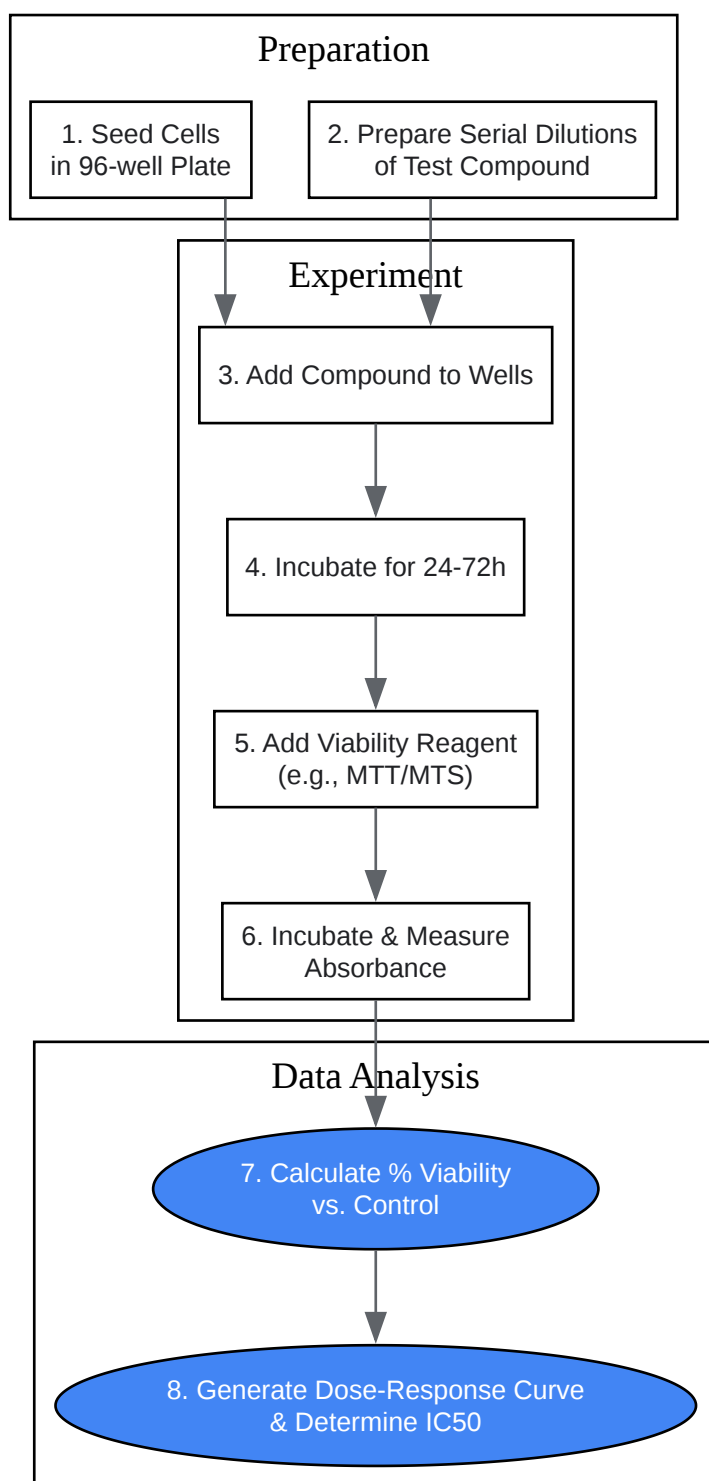 Preparation
1. Seed Cells
in 96-well Plate
2. Prepare Serial Dilutions
of Test Compound
Experiment
3. Add Compound to Wells
4. Incubate for 24-72h
5. Add Viability Reagent
(e.g., MTT/MTS)
6. Incubate & Measure
Absorbance
Data Analysis
7. Calculate % Viability
vs. Control
8. Generate Dose-Response Curve
& Determine IC50